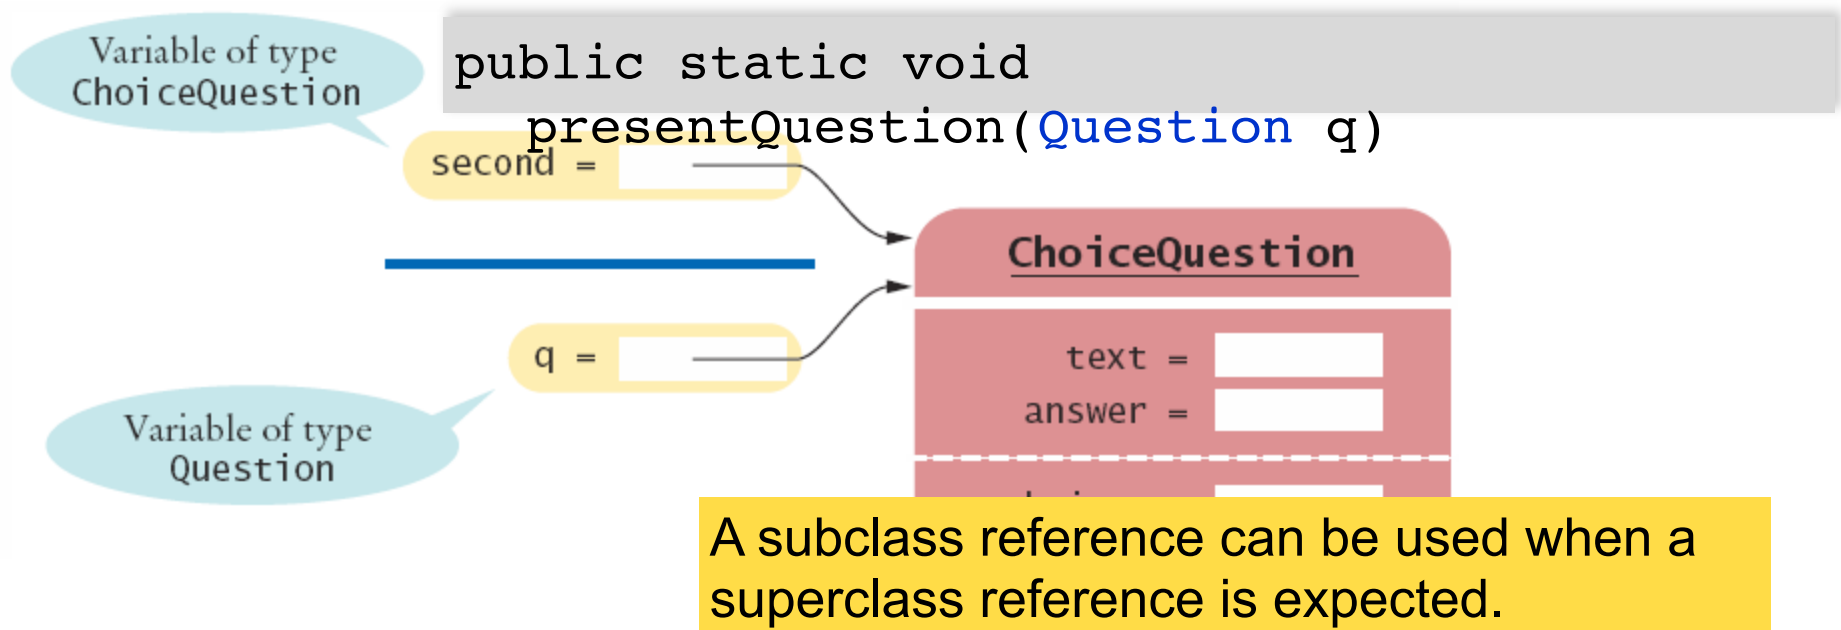 Variable of type
ChoiceQuestion
public static void
presentQuestion(Question q)
second =
ChoiceQuestion
q =
text =
answer =
Variable of type
Question
A subclass reference can be used when a
superclass reference is expected.